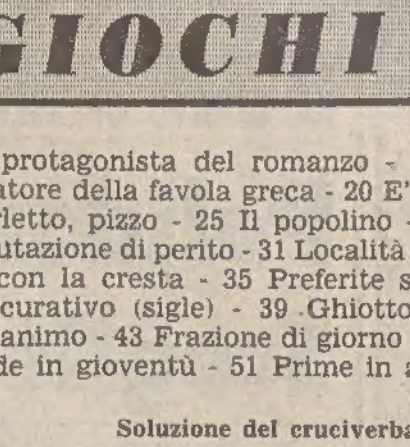 GIOCHI
protagonista del romanzo -
atore della favola greca - 20 E'
rletto, pizzo - 25 Il popolino -
utazione di perito - 31 Località
con la cresta - 35 Preferite s
curativo (sigle) - 39 Ghiotto
animo - 43 Frazione di giorno
de in gioventù - 51 Prime in a
Soluzione del cruciverba